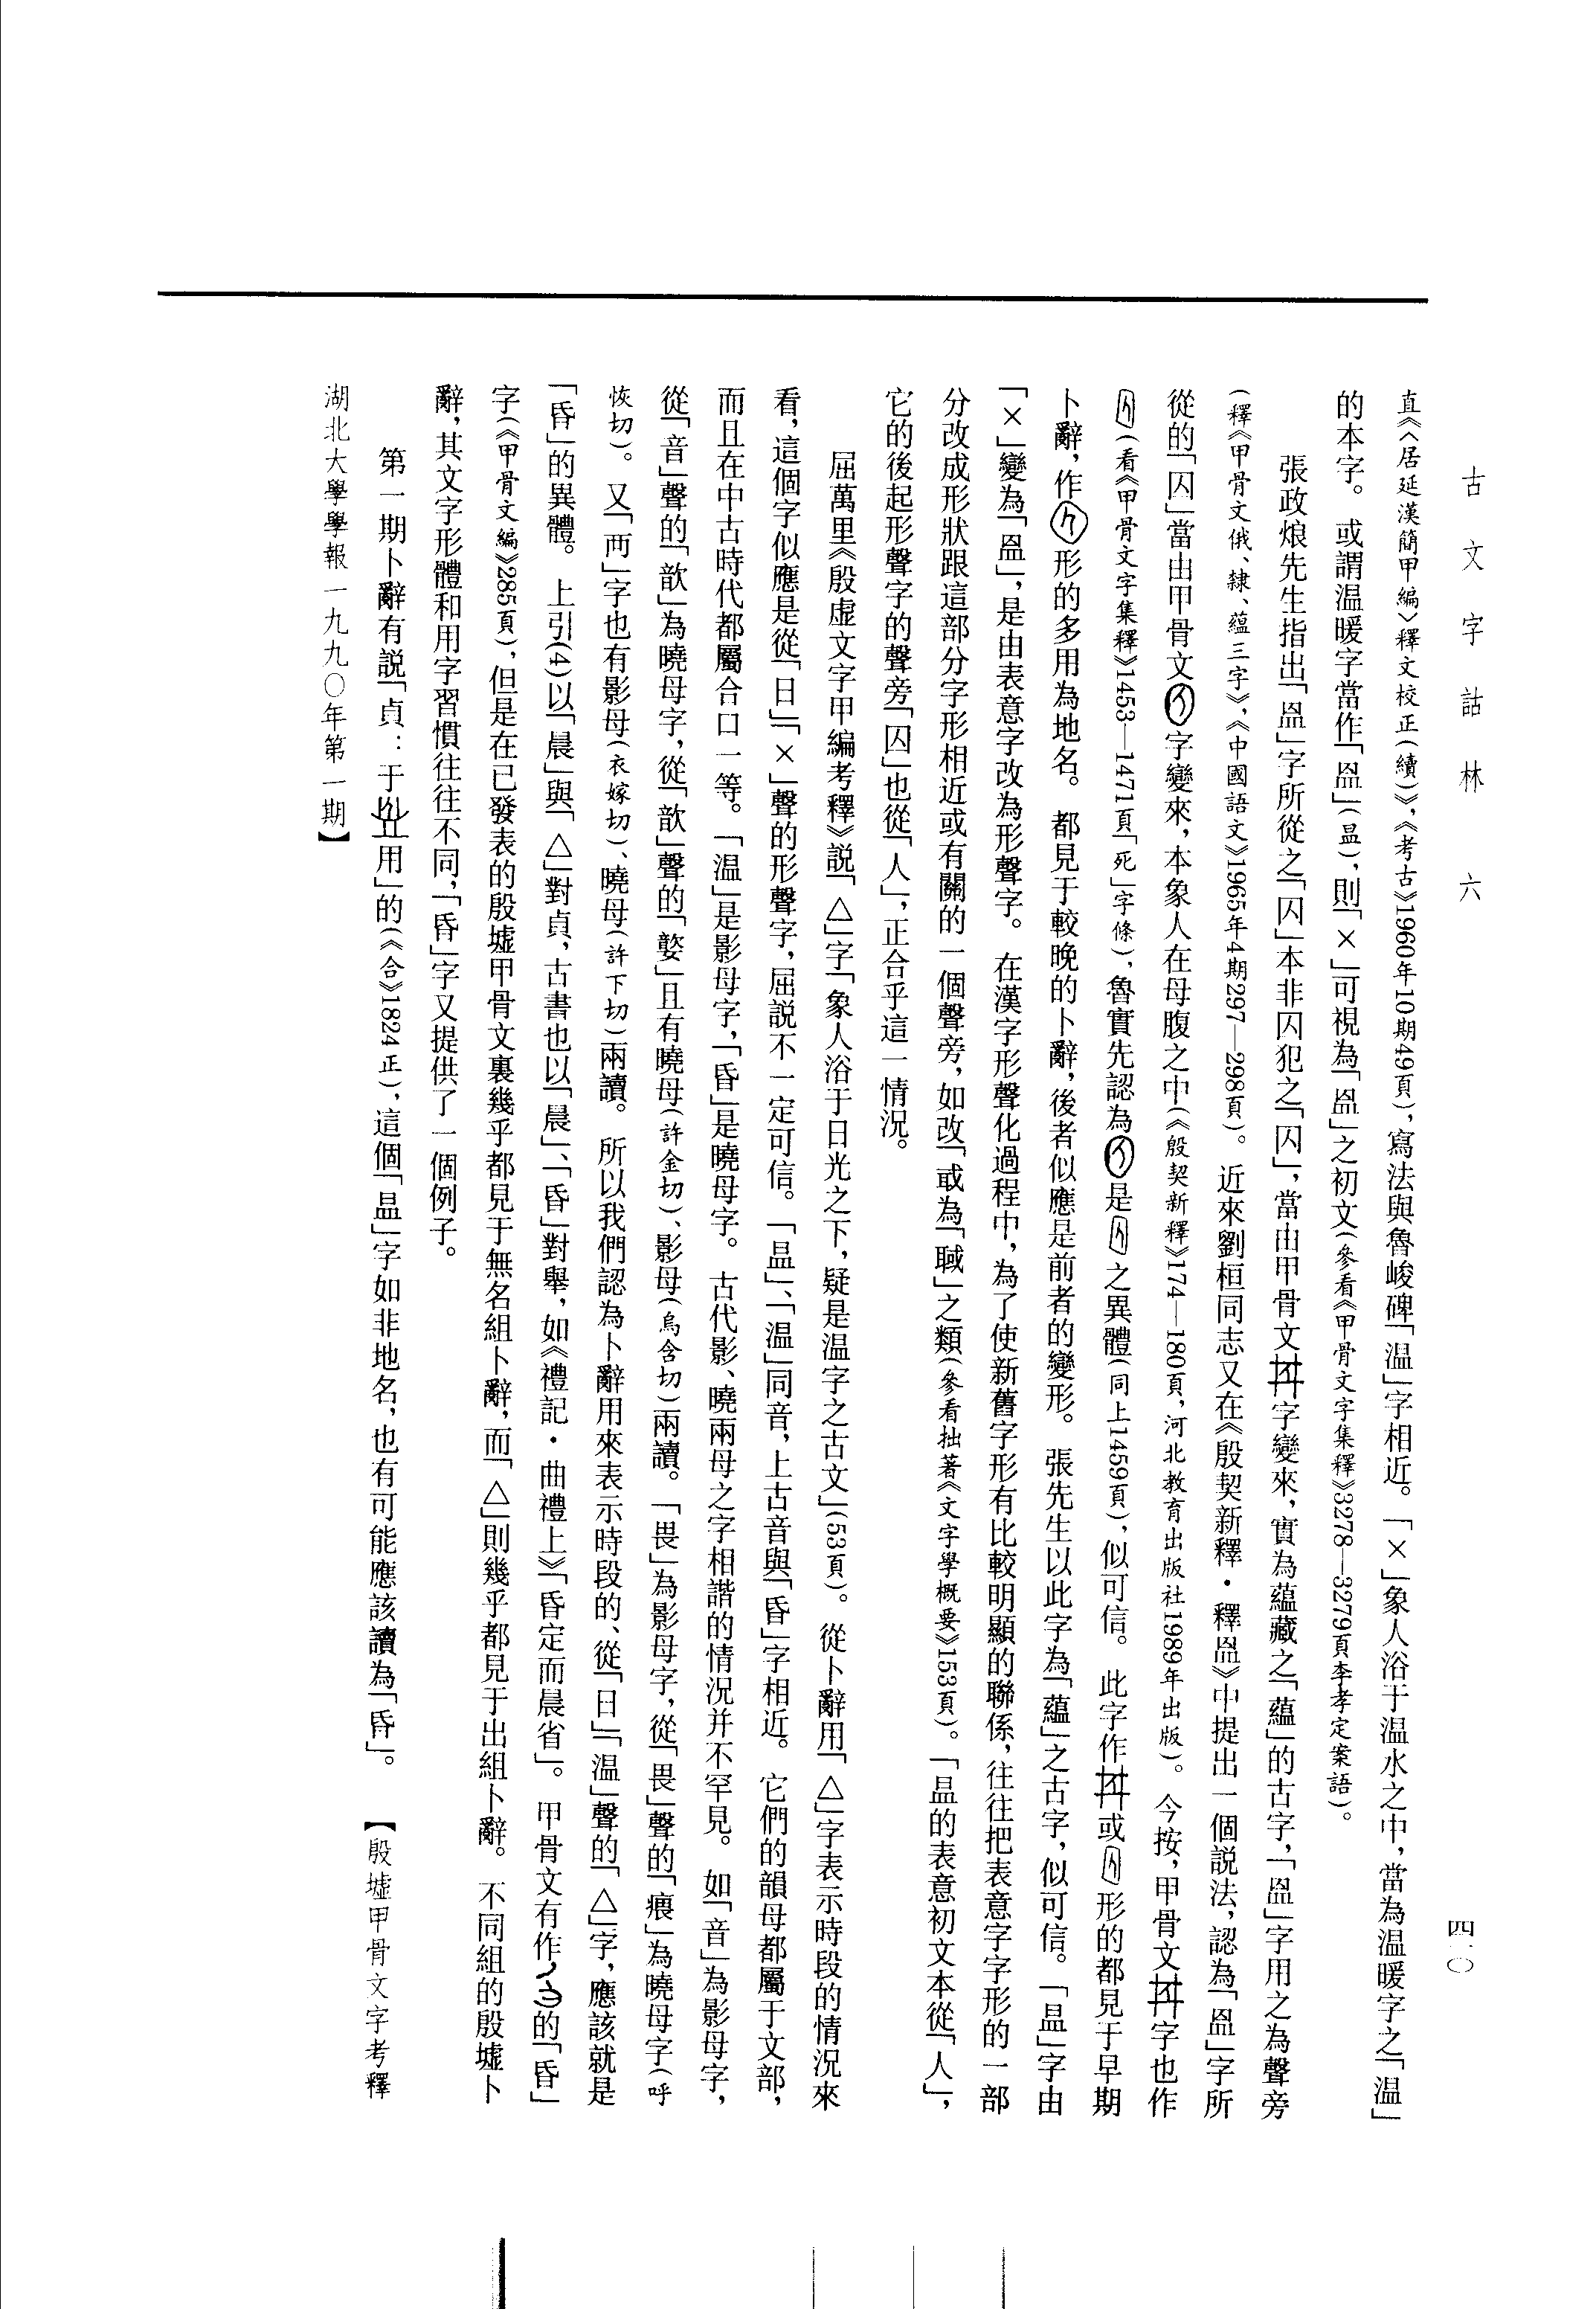 古文字詁林 六
四一〇
直《〈居延漢簡甲編〉釋文校正(續)》,《考古》1960年10期49頁),寫法與魯峻碑「温」字相近。「×」象人浴于温水之中,當為温暖字之「温」
的本字。或謂温暖字當作「昷」(昷),則「×」可視為「昷」之初文(參看《甲骨文字集釋》3278—3279頁李孝定案語)。
張政烺先生指出「昷」字所從之「囚」本非囚犯之「囚」,當由甲骨文字變來,實為藴藏之「藴」的古字,「昷」字用之為聲旁
(釋《甲骨文俄、隸、藴三字》,《中國語文》1965年4期297—298頁)。近來劉桓同志又在《殷契新釋·釋昷》中提出一個説法,認為「昷」字所
從的「囚」當由甲骨文字變來,本象人在母腹之中(《殷契新釋》174—180頁,河北教育出版社1989年出版)。今按,甲骨文字也作
(看《甲骨文字集釋》1453—1471頁「死」字條),魯實先認為是之異體(同上1459頁),似可信。此字作或形的都見于早期
卜辭,作形的多用為地名。都見于較晚的卜辭,後者似應是前者的變形。張先生以此字為「藴」之古字,似可信。「昷」字由
「×」變為「昷」,是由表意字改為形聲字。在漢字形聲化過程中,為了使新舊字形有比較明顯的聯係,往往把表意字字形的一部
分改成形狀跟這部分字形相近或有關的一個聲旁,如改「或為「聝」之類(參看拙著《文字學概要》153頁)。「昷的表意初文本從「人」,
它的後起形聲字的聲旁「囚」也從「人」,正合乎這一情況。
屈萬里《殷虚文字甲編考釋》説「△」字「象人浴于日光之下,疑是温字之古文」(53頁)。從卜辭用「△」字表示時段的情況來
看,這個字似應是從「日」「×」聲的形聲字,屈説不一定可信。「昷」、「温」同音,上古音與「昏」字相近。它們的韻母都屬于文部,
而且在中古時代都屬合口一等。「温」是影母字,「昏」是曉母字。古代影、曉兩母之字相諧的情況并不罕見。如「音」為影母字,
從「音」聲的「歆」為曉母字,從「歆」聲的「㜝」且有曉母(許金切)、影母(烏含切)兩讀。「畏」為影母字,從「畏」聲的「㾯」為曉母字(呼
恢切)。又「襾」字也有影母(衣嫁切)、曉母(許下切)兩讀。所以我們認為卜辭用來表示時段的、從「日」「温」聲的「△」字,應該就是
「昏」的異體。上引(4)以「晨」與「△」對貞,古書也以「晨」、「昏」對舉,如《禮記·曲禮上》「昏定而晨省」。甲骨文有作的「昏」
字(《甲骨文編》285頁),但是在已發表的殷墟甲骨文裏幾乎都見于無名組卜辭,而「△」則幾乎都見于出組卜辭。不同組的殷墟卜
辭,其文字形體和用字習慣往往不同,「昏」字又提供了一個例子。
第一期卜辭有説「貞:于用」的(《合》1824正),這個「昷」字如非地名,也有可能應該讀為「昏」。 【殷墟甲骨文字考釋
湖北大學學報一九九〇年第一期】